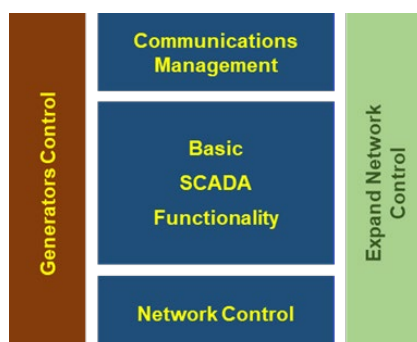 Generators Control
Communications
Management
Basic
SCADA
Functionality
Network Control
Expand Network
Control